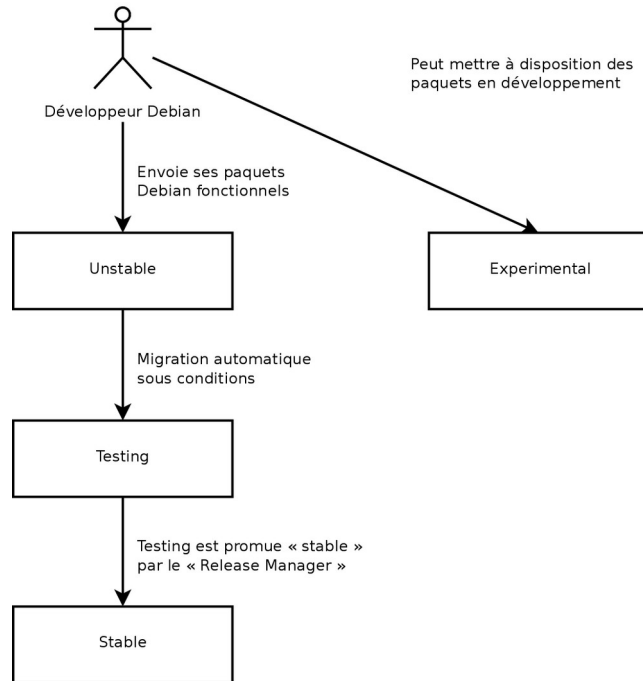 Peut mettre à disposition des
paquets en développement
Développeur Debian
Envoie ses paquets
Debian fonctionnels
Unstable
Experimental
Migration automatique
sous conditions
Testing
Testing est promue « stable »
par le « Release Manager »
Stable